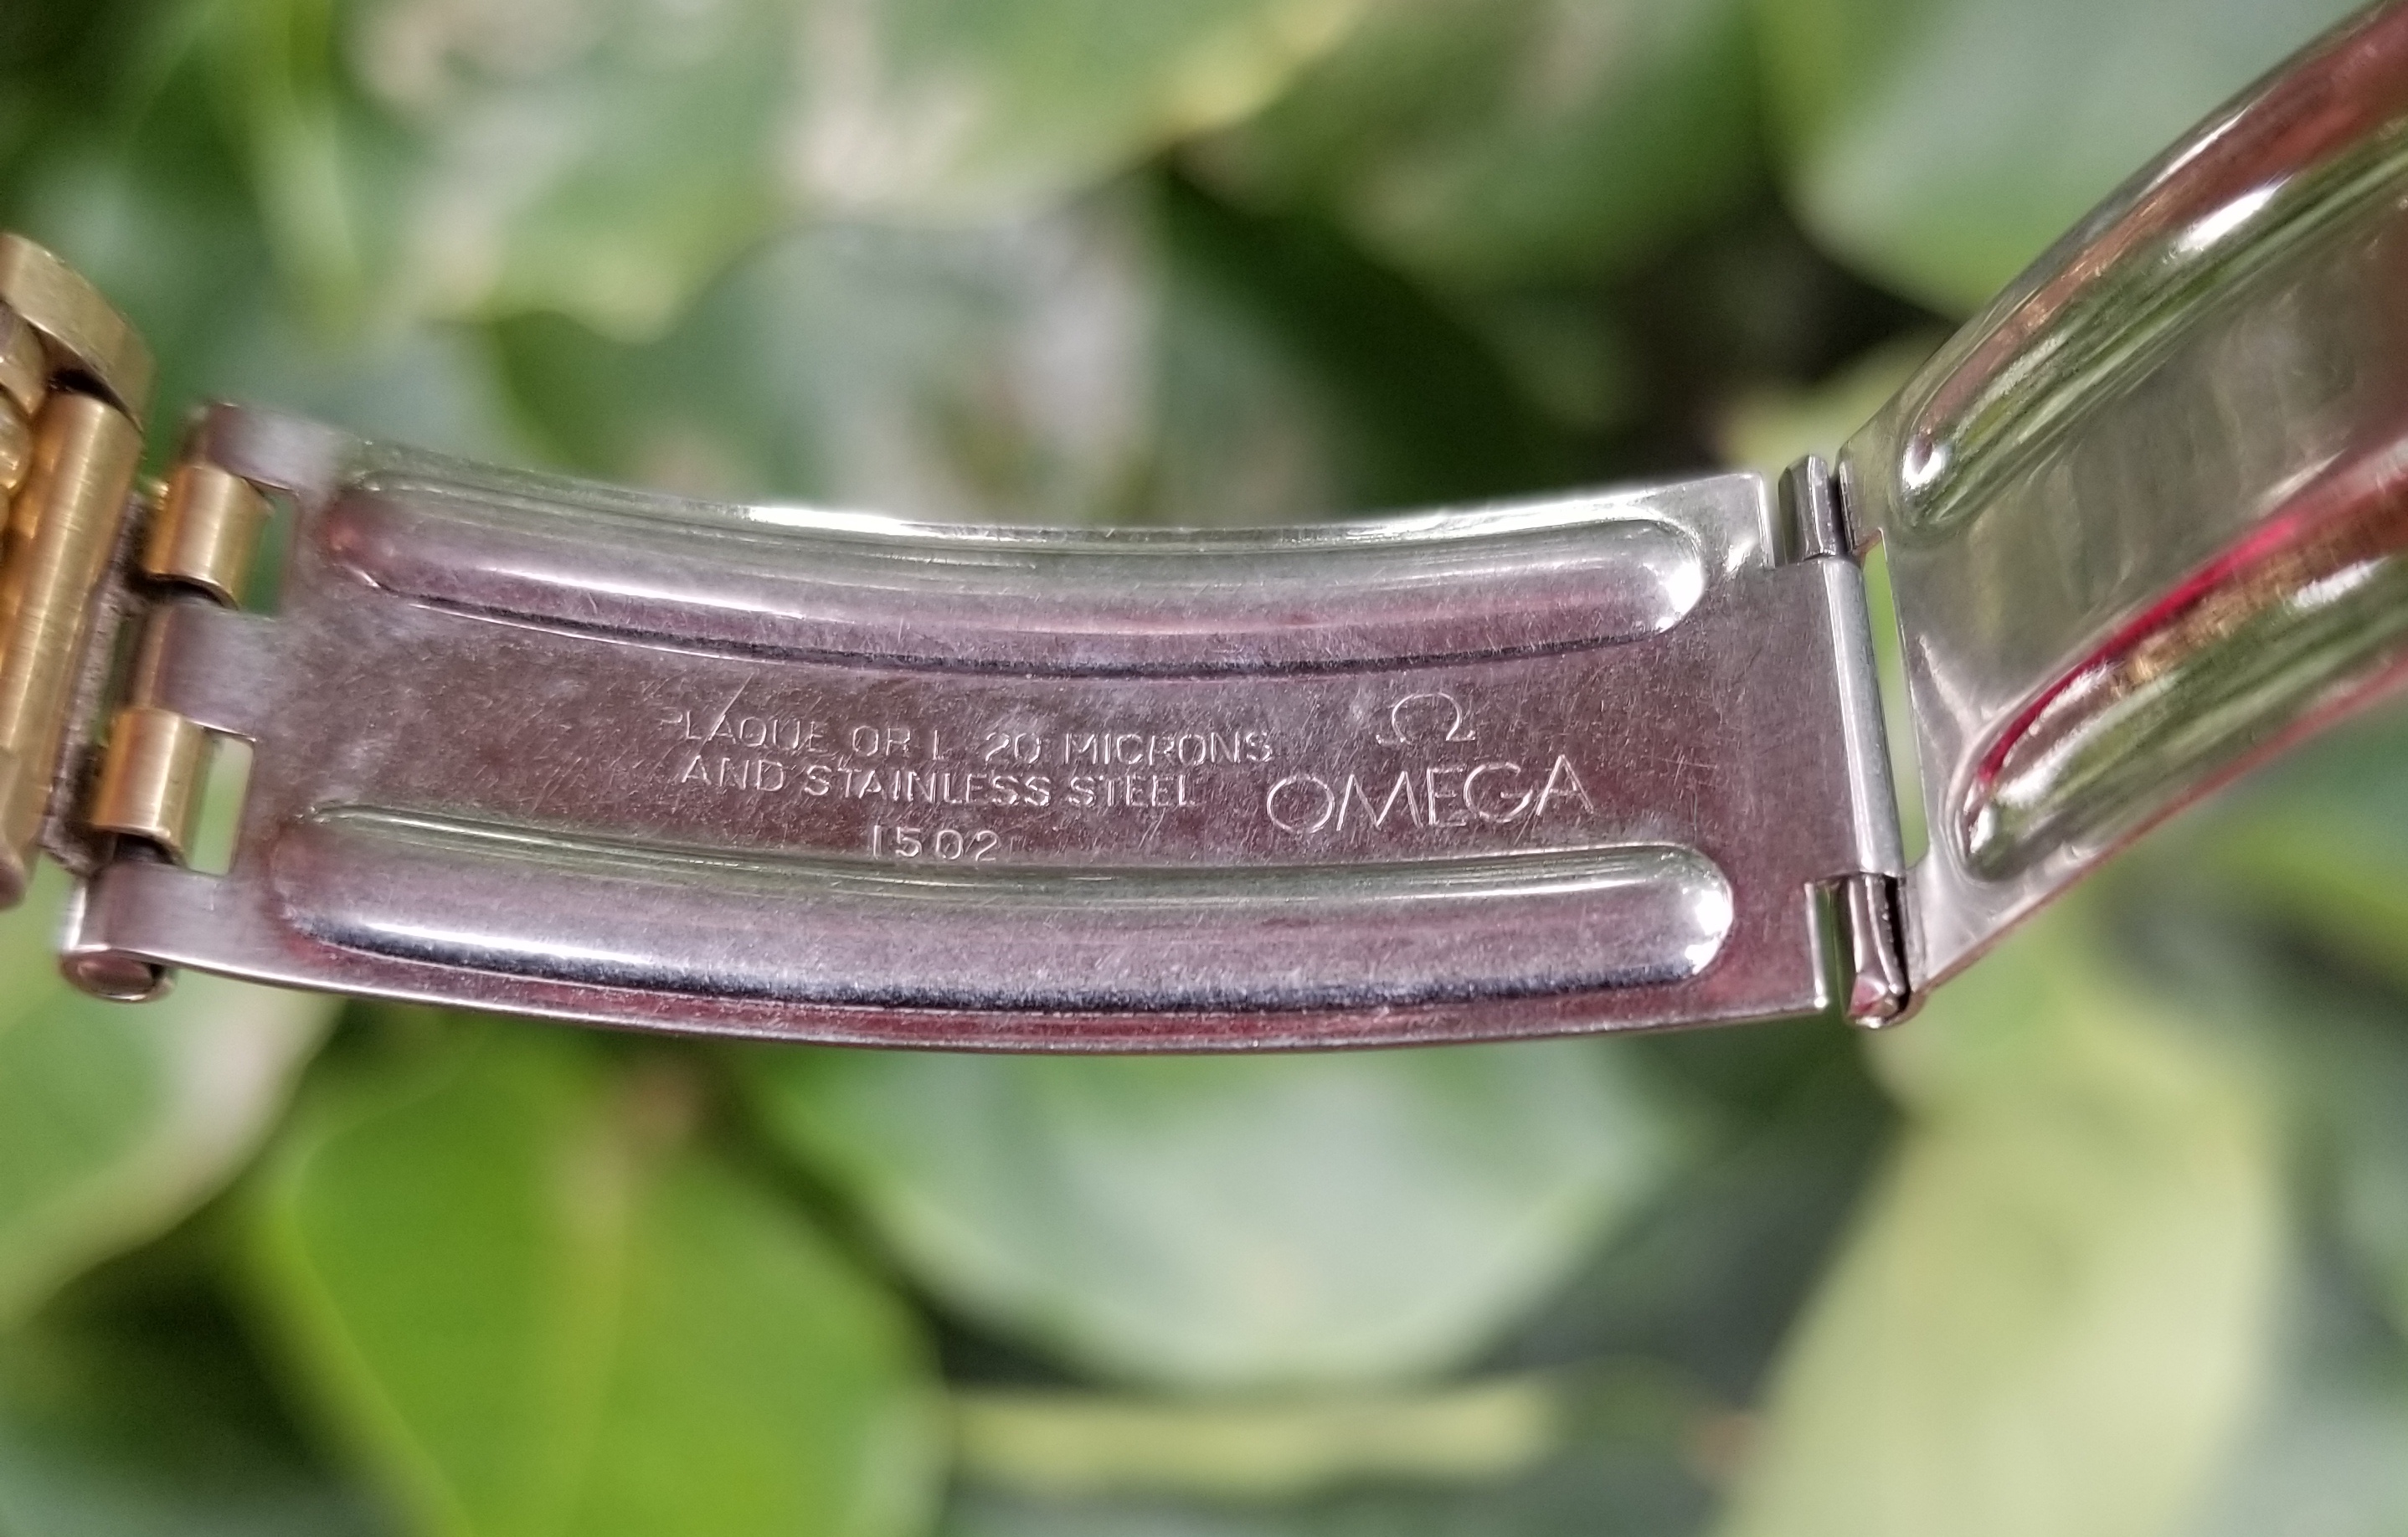 PLAQUE OR L 20 MICRONS
AND STAINLESS STEEL
1502
Ω
OMEGA